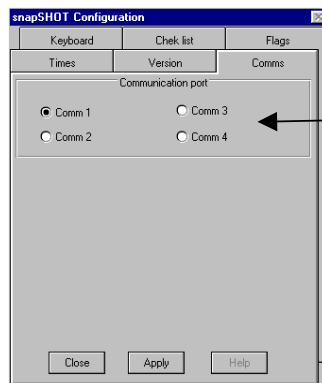 snapSHOT Configuration
Keyboard Chek list Flags
Times Version Comms
Communication port
Comm 1 Comm 3
Comm 2 Comm 4
Close Apply Help